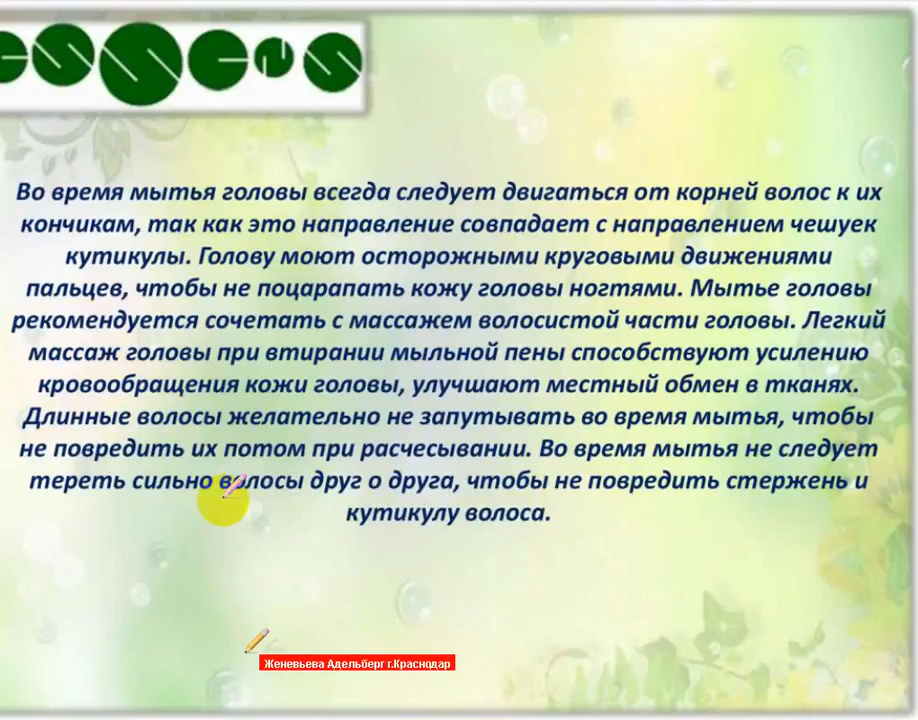 Во время мытья головы всегда следует двигаться от корней волос к их
кончикам, так как это направление совпадает с направлением чешуек
кутикулы. Голову моют осторожными круговыми движениями
пальцев, чтобы не поцарапать кожу головы ногтями. Мытье головы
рекомендуется сочетать с массажем волосистой части головы. Легкий
массаж головы при втирании мыльной пены способствуют усилению
кровообращения кожи головы, улучшают местный обмен в тканях.
Длинные волосы желательно не запутывать во время мытья, чтобы
не повредить их потом при расчесывании. Во время мытья не следует
тереть сильно волосы друг о друга, чтобы не повредить стержень и
кутикулу волоса.
Женевьева Адельберг г.Краснодар